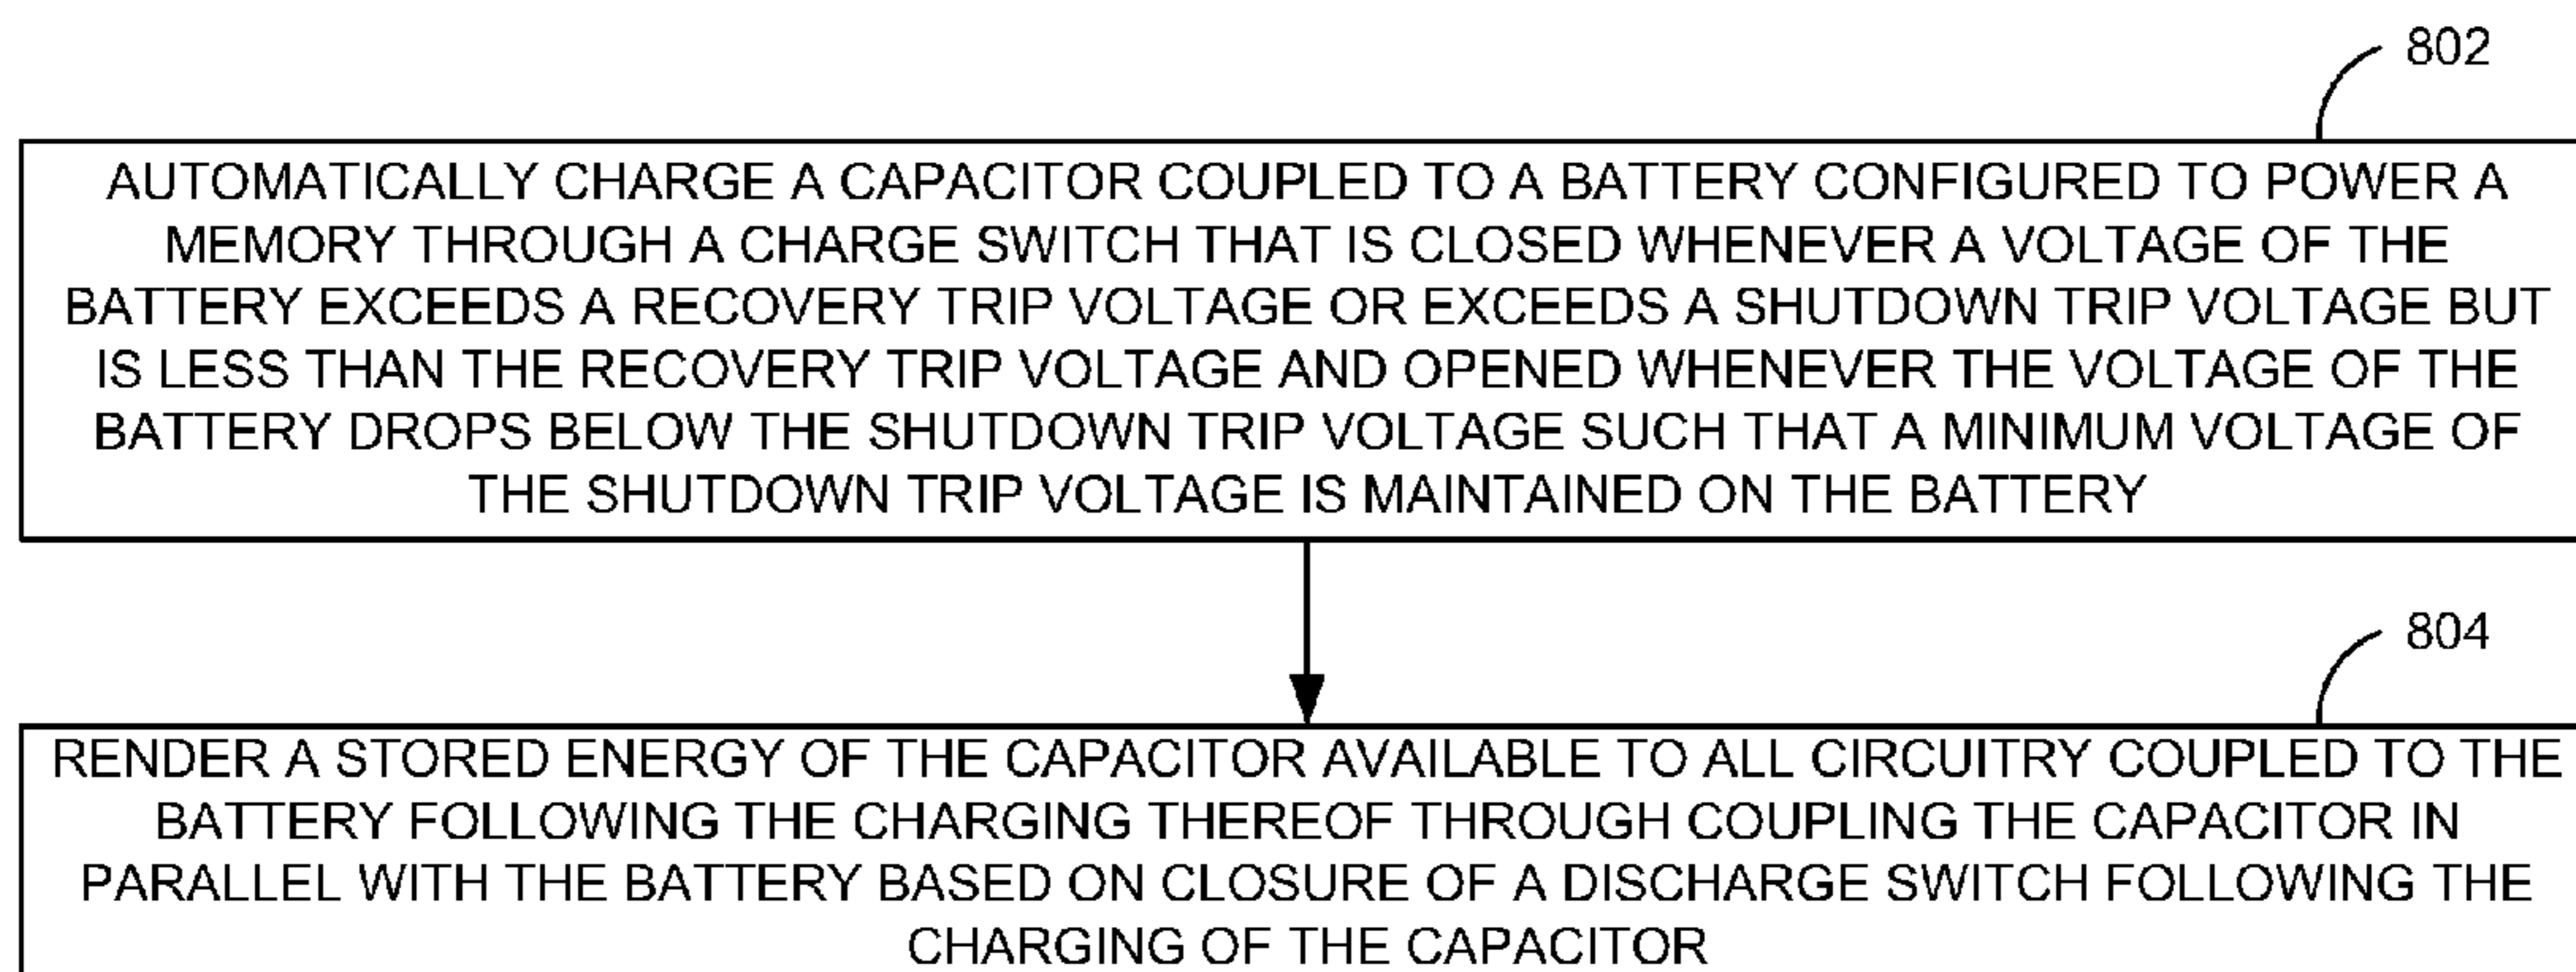 802
AUTOMATICALLY CHARGE A CAPACITOR COUPLED TO A BATTERY CONFIGURED TO POWER A
MEMORY THROUGH A CHARGE SWITCH THAT IS CLOSED WHENEVER A VOLTAGE OF THE
BATTERY EXCEEDS A RECOVERY TRIP VOLTAGE OR EXCEEDS A SHUTDOWN TRIP VOLTAGE BUT
IS LESS THAN THE RECOVERY TRIP VOLTAGE AND OPENED WHENEVER THE VOLTAGE OF THE
BATTERY DROPS BELOW THE SHUTDOWN TRIP VOLTAGE SUCH THAT A MINIMUM VOLTAGE OF
THE SHUTDOWN TRIP VOLTAGE IS MAINTAINED ON THE BATTERY
804
RENDER A STORED ENERGY OF THE CAPACITOR AVAILABLE TO ALL CIRCUITRY COUPLED TO THE
BATTERY FOLLOWING THE CHARGING THEREOF THROUGH COUPLING THE CAPACITOR IN
PARALLEL WITH THE BATTERY BASED ON CLOSURE OF A DISCHARGE SWITCH FOLLOWING THE
CHARGING OF THE CAPACITOR